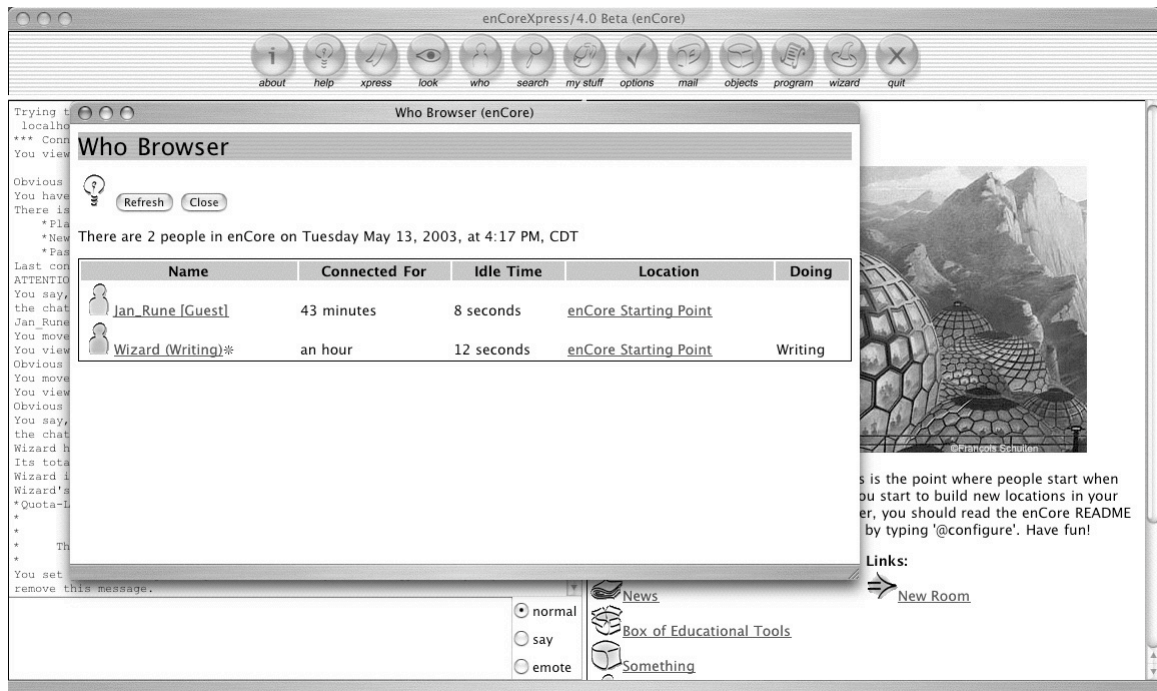 enCoreXpress/4.0 Beta (enCore)
about help xpress look who search my stuff options mail objects program wizard quit
Who Browser (enCore)
Who Browser
Refresh Close
There are 2 people in enCore on Tuesday May 13, 2003, at 4:17 PM, CDT
Name Connected For Idle Time Location Doing
Jan_Rune [Guest] 43 minutes 8 seconds enCore Starting Point
Wizard (Writing)* an hour 12 seconds enCore Starting Point Writing
Trying t
localho
*** Conn
You view
Obvious
You have
There is
*Pla
*New
*Pas
Last con
ATTENTIO
You say,
the chat
Jan_Rune
You move
You view
Obvious
You move
You view
Obvious
You say,
the chat
Wizard h
Its tota
Wizard i
Wizard's
*Quota-L
*
*
* Th
*
You set
remove this message.
normal
say
emote
©François Schuiten
s is the point where people start when
ou start to build new locations in your
er, you should read the enCore README
by typing '@configure'. Have fun!
Links:
New Room
News
Box of Educational Tools
Something